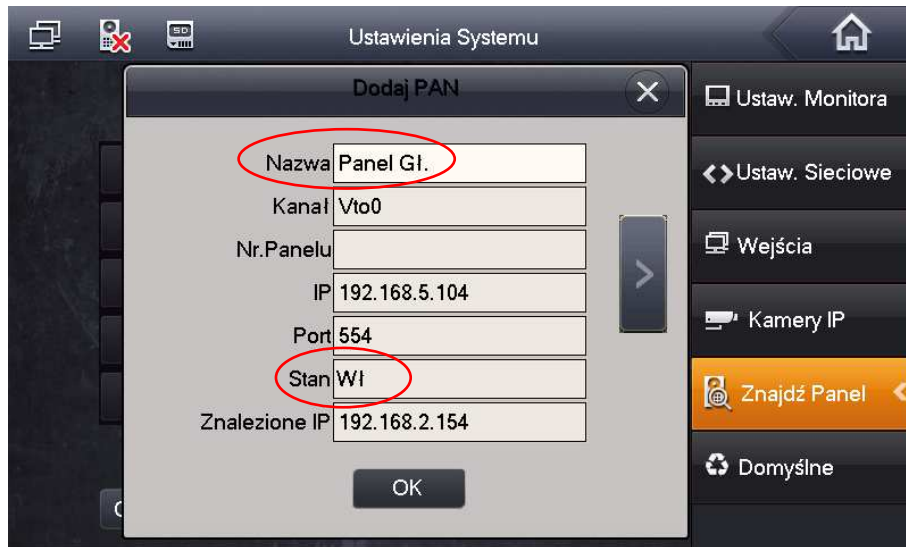 SD
Ustawienia Systemu
Dodaj PAN
Nazwa Panel Gł.
Kanał Vto0
Nr.Panelu
IP 192.168.5.104
Port 554
Stan Wł
Znalezione IP 192.168.2.154
OK
Ustaw. Monitora
Ustaw. Sieciowe
Wejścia
Kamery IP
Znajdź Panel
Domyślne